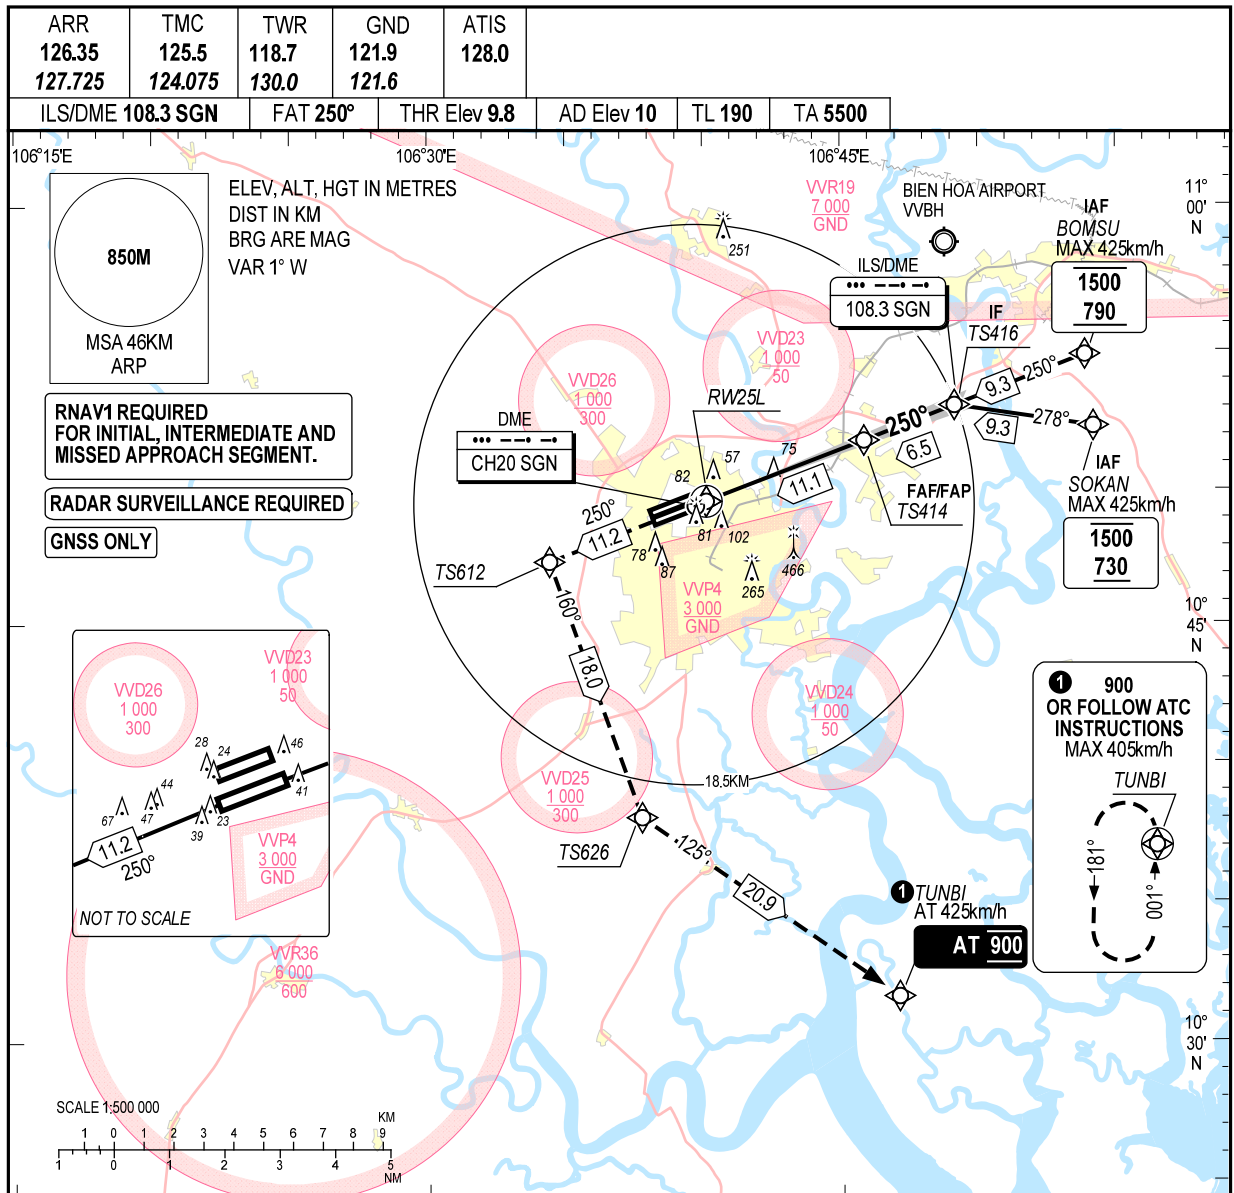 ARR
126.35
127.725
TMC
125.5
124.075
TWR
118.7
130.0
GND
121.9
121.6
ATIS
128.0
ILS/DME 108.3 SGN
FAT 250°
THR Elev 9.8
AD Elev 10
TL 190
TA 5500
106°15'E
106°30'E
106°45'E
850M
MSA 46KM
ARP
ELEV, ALT, HGT IN METRES
DIST IN KM
BRG ARE MAG
VAR 1° W
RNAV1 REQUIRED
FOR INITIAL, INTERMEDIATE AND
MISSED APPROACH SEGMENT.
RADAR SURVEILLANCE REQUIRED
GNSS ONLY
251
VVR19
7 000
GND
BIEN HOA AIRPORT
VVBH
11°
00'
N
IAF
BOMSU
MAX 425km/h
1500
790
ILS/DME
108.3 SGN
IF
TS416
VVD23
1 000
50
VVD26
1 000
300
RW25L
DME
CH20 SGN
250°
9.3
278°
9.3
250°
6.5
11.1
IAF
SOKAN
MAX 425km/h
1500
730
FAF/FAP
TS414
82
57
75
81
102
78
87
265
466
250°
11.2
TS612
160°
18.0
VVP4
3 000
GND
10°
45'
N
VVD24
1 000
50
VVD25
1 000
300
18,5KM
TS626
125°
20.9
1 TUNBI
AT 425km/h
AT 900
1 900
OR FOLLOW ATC
INSTRUCTIONS
MAX 405km/h
TUNBI
181°
001°
VVD26
1 000
300
VVD23
1 000
50
28
24
46
41
44
67
47
39
23
11.2
250°
VVP4
3 000
GND
NOT TO SCALE
VVR36
6 000
600
10°
30'
N
SCALE 1:500 000
KM
1 0 1 2 3 4 5 6 7 8 9
1 0 1 2 3 4 5
NM